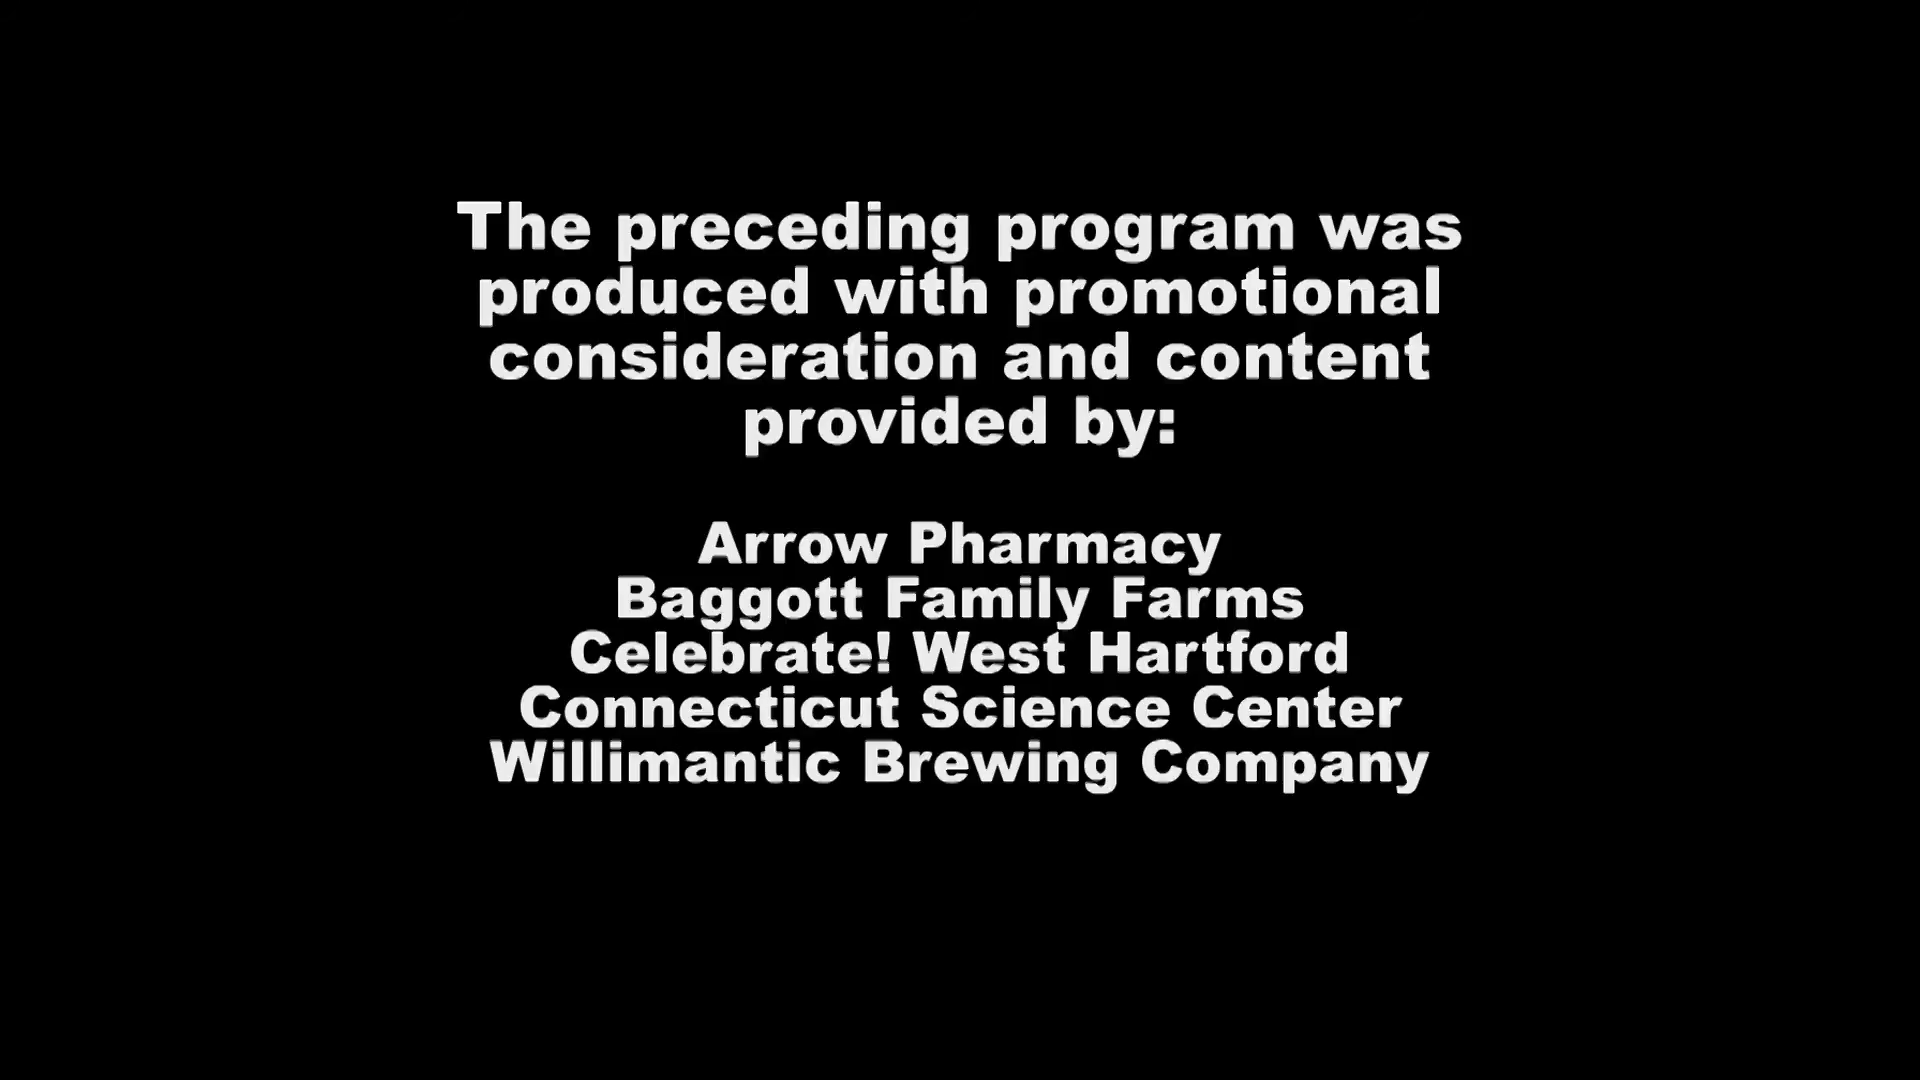 The preceding program was
produced with promotional
consideration and content
provided by:
Arrow Pharmacy
Baggott Family Farms
Celebrate! West Hartford
Connecticut Science Center
Willimantic Brewing Company